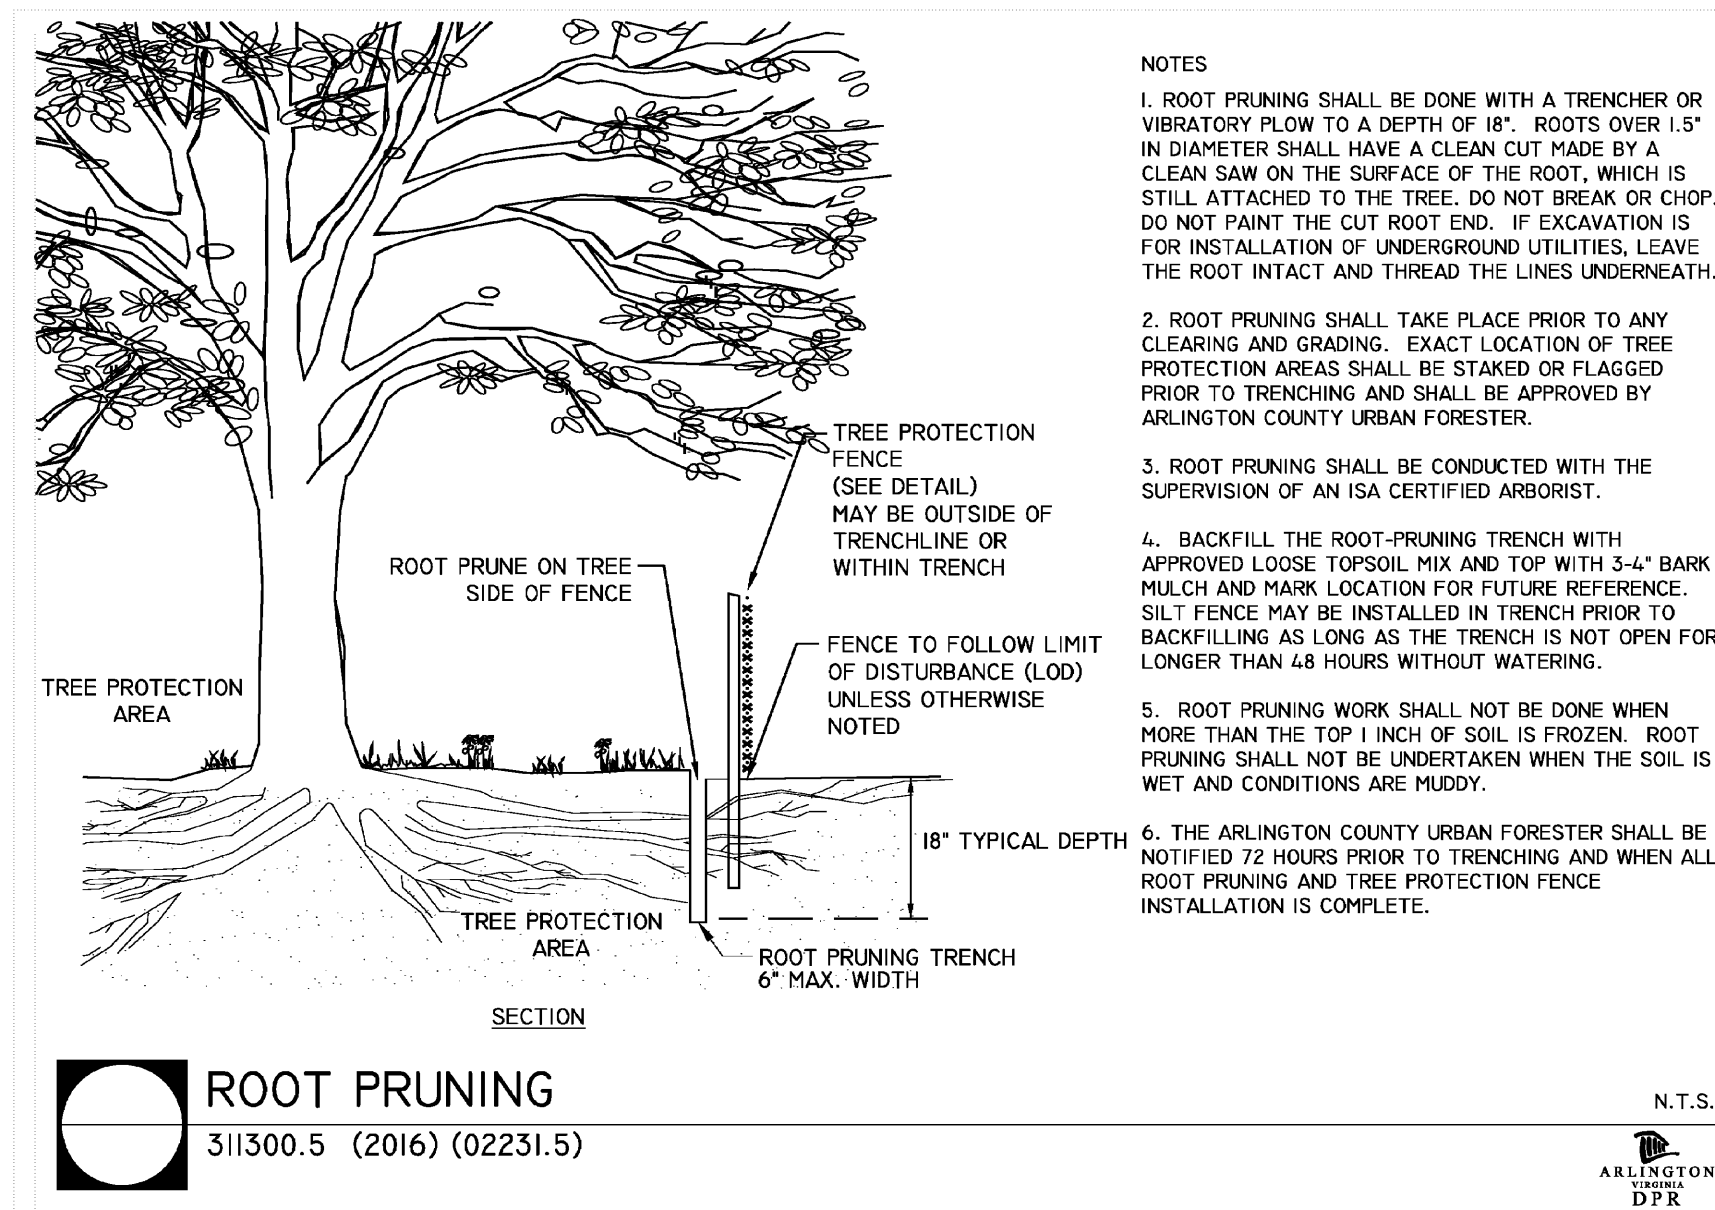 TREE PROTECTION
FENCE
(SEE DETAIL)
MAY BE OUTSIDE OF
TRENCHLINE OR
WITHIN TRENCH
ROOT PRUNE ON TREE
SIDE OF FENCE
FENCE TO FOLLOW LIMIT
OF DISTURBANCE (LOD)
UNLESS OTHERWISE
NOTED
TREE PROTECTION
AREA
18" TYPICAL DEPTH
TREE PROTECTION
AREA
ROOT PRUNING TRENCH
6" MAX. WIDTH
SECTION
NOTES
1. ROOT PRUNING SHALL BE DONE WITH A TRENCHER OR
VIBRATORY PLOW TO A DEPTH OF 18". ROOTS OVER 1.5"
IN DIAMETER SHALL HAVE A CLEAN CUT MADE BY A
CLEAN SAW ON THE SURFACE OF THE ROOT, WHICH IS
STILL ATTACHED TO THE TREE. DO NOT BREAK OR CHOP.
DO NOT PAINT THE CUT ROOT END. IF EXCAVATION IS
FOR INSTALLATION OF UNDERGROUND UTILITIES, LEAVE
THE ROOT INTACT AND THREAD THE LINES UNDERNEATH.
2. ROOT PRUNING SHALL TAKE PLACE PRIOR TO ANY
CLEARING AND GRADING. EXACT LOCATION OF TREE
PROTECTION AREAS SHALL BE STAKED OR FLAGGED
PRIOR TO TRENCHING AND SHALL BE APPROVED BY
ARLINGTON COUNTY URBAN FORESTER.
3. ROOT PRUNING SHALL BE CONDUCTED WITH THE
SUPERVISION OF AN ISA CERTIFIED ARBORIST.
4. BACKFILL THE ROOT-PRUNING TRENCH WITH
APPROVED LOOSE TOPSOIL MIX AND TOP WITH 3-4" BARK
MULCH AND MARK LOCATION FOR FUTURE REFERENCE.
SILT FENCE MAY BE INSTALLED IN TRENCH PRIOR TO
BACKFILLING AS LONG AS THE TRENCH IS NOT OPEN FOR
LONGER THAN 48 HOURS WITHOUT WATERING.
5. ROOT PRUNING WORK SHALL NOT BE DONE WHEN
MORE THAN THE TOP 1 INCH OF SOIL IS FROZEN. ROOT
PRUNING SHALL NOT BE UNDERTAKEN WHEN THE SOIL IS
WET AND CONDITIONS ARE MUDDY.
6. THE ARLINGTON COUNTY URBAN FORESTER SHALL BE
NOTIFIED 72 HOURS PRIOR TO TRENCHING AND WHEN ALL
ROOT PRUNING AND TREE PROTECTION FENCE
INSTALLATION IS COMPLETE.
ROOT PRUNING
311300.5 (2016) (02231.5)
N.T.S.
ARLINGTON
VIRGINIA
DPR